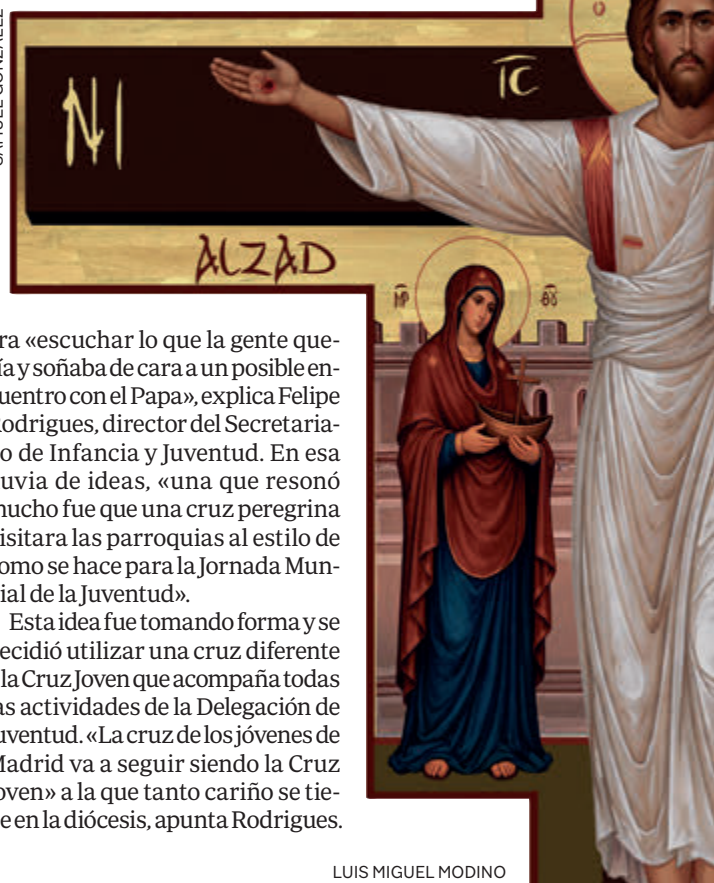 NI
IC
ALZAD
ΜΡ ΘΥ
ra «escuchar lo que la gente que-
ía y soñaba de cara a un posible en-
uentro con el Papa», explica Felipe
Rodrigues, director del Secretaria-
o de Infancia y Juventud. En esa
uvia de ideas, «una que resonó
mucho fue que una cruz peregrina
isitara las parroquias al estilo de
omo se hace para la Jornada Mun-
ial de la Juventud».
Esta idea fue tomando forma y se
ecidió utilizar una cruz diferente
la Cruz Joven que acompaña todas
as actividades de la Delegación de
uventud. «La cruz de los jóvenes de
Madrid va a seguir siendo la Cruz
oven» a la que tanto cariño se tie-
e en la diócesis, apunta Rodrigues.
LUIS MIGUEL MODINO